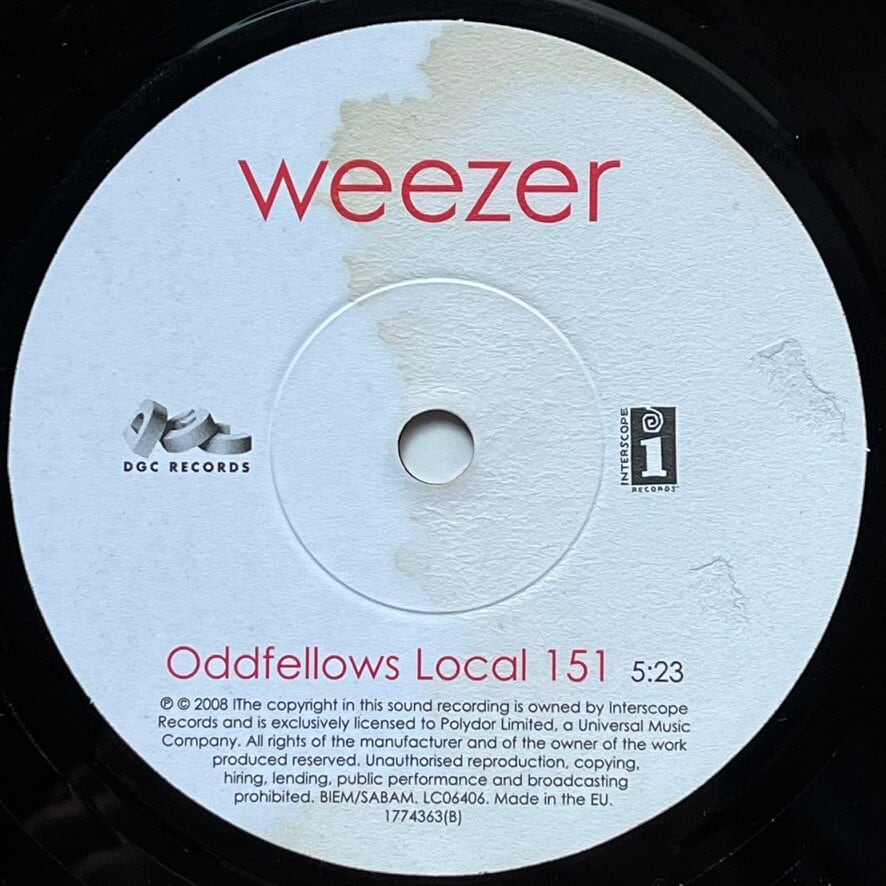 weezer
DGC RECORDS
INTERSCOPE
i
RECORDS
Oddfellows Local 151 5:23
℗ © 2008 IThe copyright in this sound recording is owned by Interscope
Records and is exclusively licensed to Polydor Limited, a Universal Music
Company. All rights of the manufacturer and of the owner of the work
produced reserved. Unauthorised reproduction, copying,
hiring, lending, public performance and broadcasting
prohibited. BIEM/SABAM. LC06406. Made in the EU.
1774363(B)